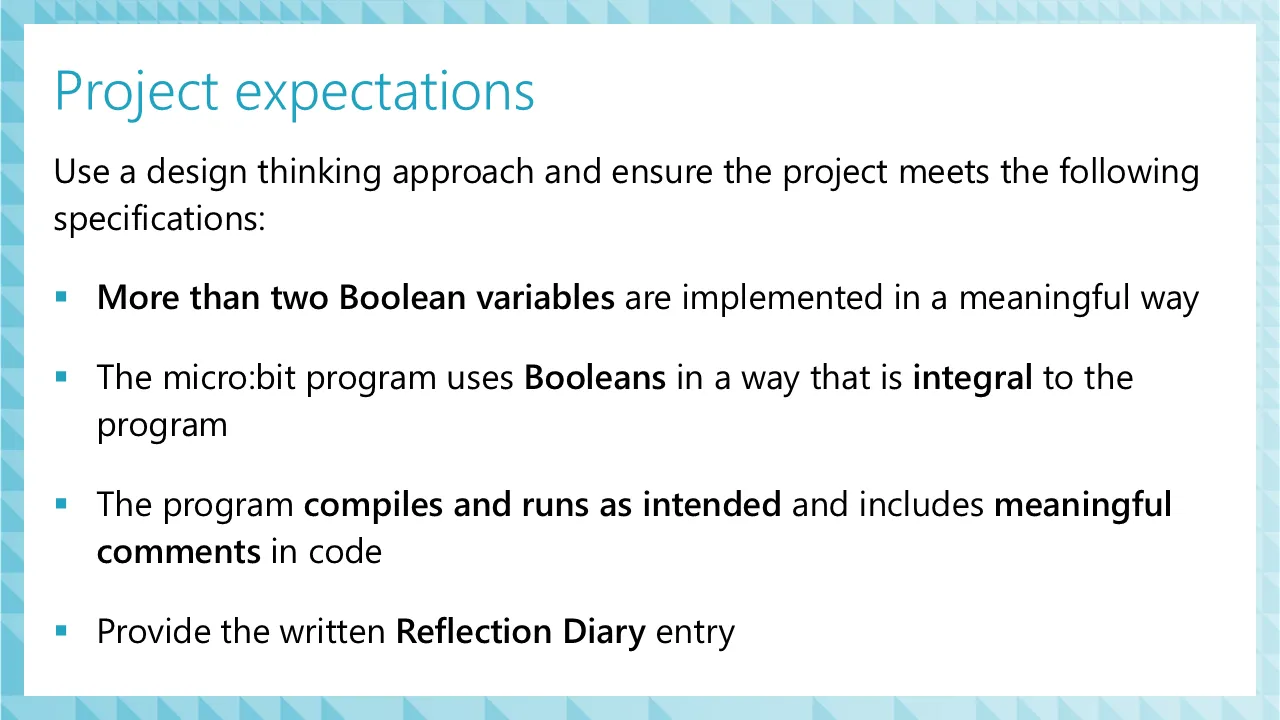 Project expectations
Use a design thinking approach and ensure the project meets the following
specifications:
▪ More than two Boolean variables are implemented in a meaningful way
▪ The micro:bit program uses Booleans in a way that is integral to the
program
▪ The program compiles and runs as intended and includes meaningful
comments in code
▪ Provide the written Reflection Diary entry